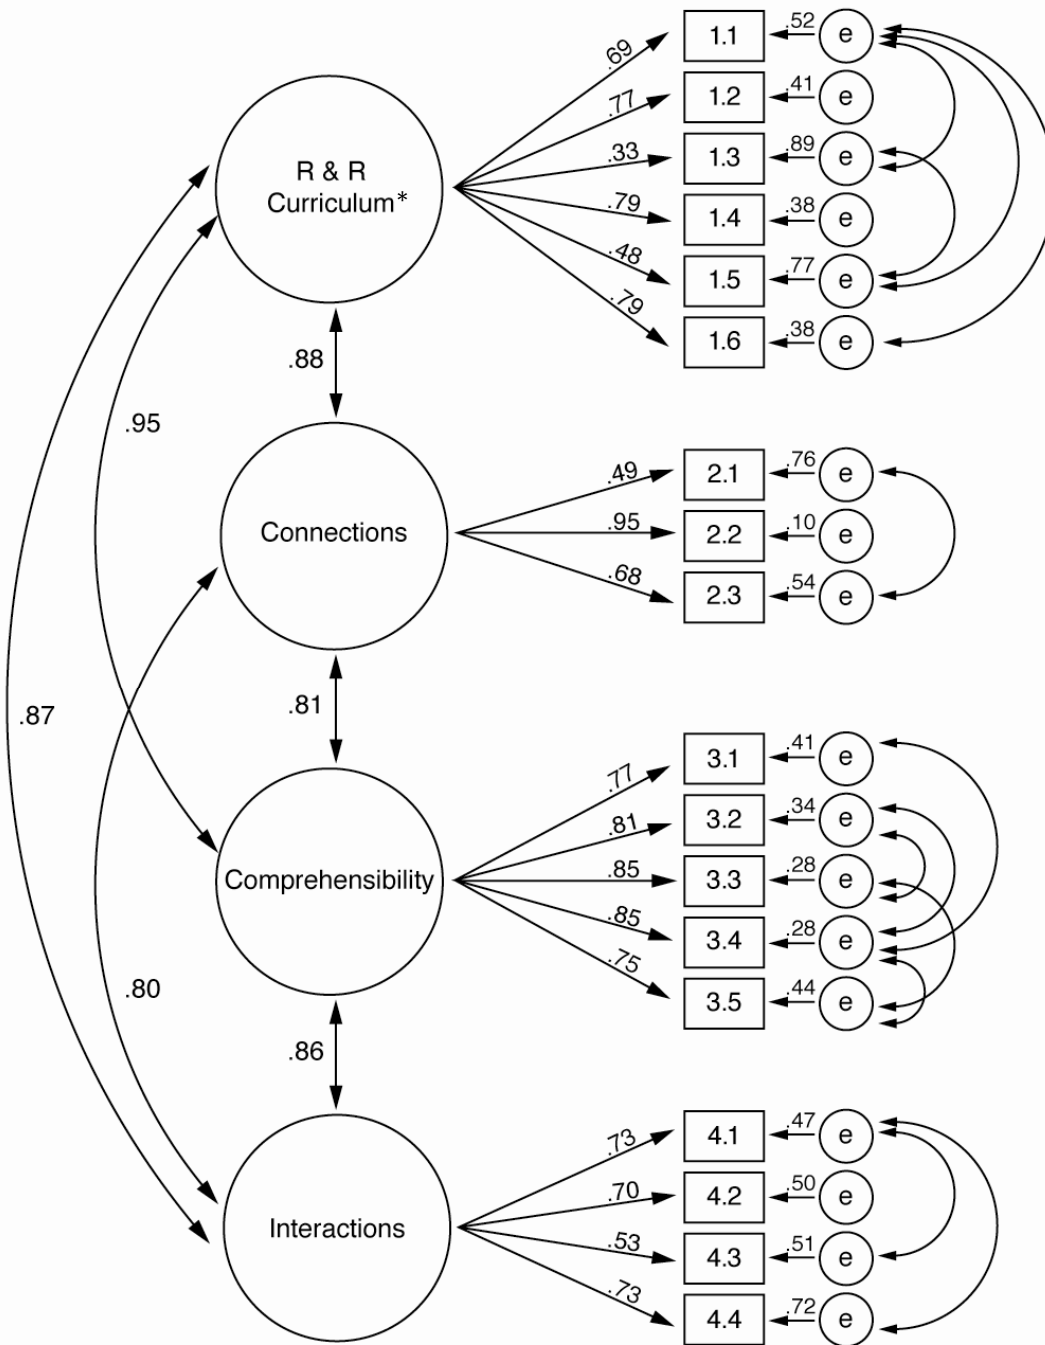 .69 1.1 .52 e
.77 1.2 .41 e
.33 1.3 .89 e
R & R
Curriculum*
.79 1.4 .38 e
.48 1.5 .77 e
.79 1.6 .38 e
.88
.95
.49 2.1 .76 e
Connections
.95 2.2 .10 e
.68 2.3 .54 e
.81
.87
.77 3.1 .41 e
.81 3.2 .34 e
Comprehensibility
.85 3.3 .28 e
.85 3.4 .28 e
.75 3.5 .44 e
.80
.86
.73 4.1 .47 e
.70 4.2 .50 e
Interactions
.53 4.3 .51 e
.73 4.4 .72 e